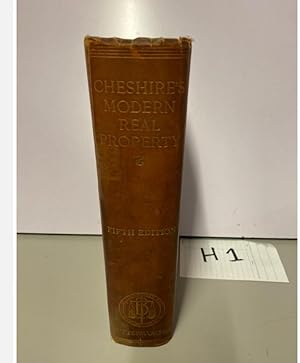 CHESHIRE'S
MODERN
REAL
PROPERTY
FIFTH EDITION
H1